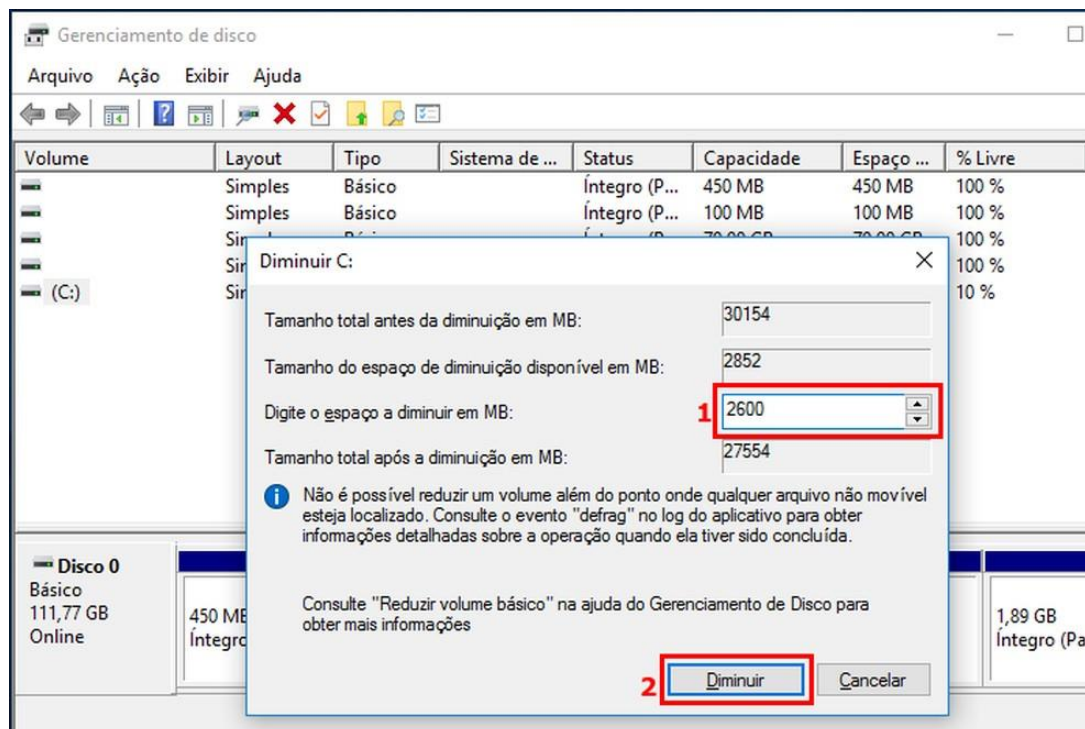 Gerenciamento de disco
Arquivo Ação Exibir Ajuda
Volume Layout Tipo Sistema de ... Status Capacidade Espaço ... % Livre
Simples Básico Íntegro (P... 450 MB 450 MB 100 %
Simples Básico Íntegro (P... 100 MB 100 MB 100 %
100 %
100 %
(C:) 10 %
Diminuir C:
Tamanho total antes da diminuição em MB: 30154
Tamanho do espaço de diminuição disponível em MB: 2852
Digite o espaço a diminuir em MB: 1 2600
Tamanho total após a diminuição em MB: 27554
Não é possível reduzir um volume além do ponto onde qualquer arquivo não movível
esteja localizado. Consulte o evento "defrag" no log do aplicativo para obter
informações detalhadas sobre a operação quando ela tiver sido concluída.
Consulte "Reduzir volume básico" na ajuda do Gerenciamento de Disco para
obter mais informações
2 Diminuir Cancelar
Disco 0
Básico
111,77 GB
Online
450 MB
Íntegro
1,89 GB
Íntegro (Pa